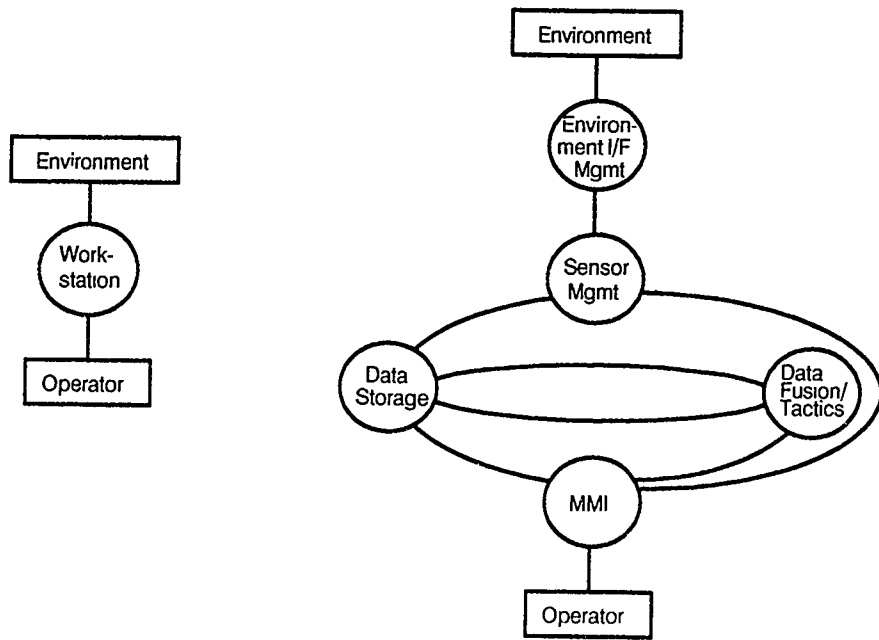 Environment
Work-
station
Operator
Environment
Environ-
ment I/F
Mgmt
Sensor
Mgmt
Data
Storage
Data
Fusion/
Tactics
MMI
Operator